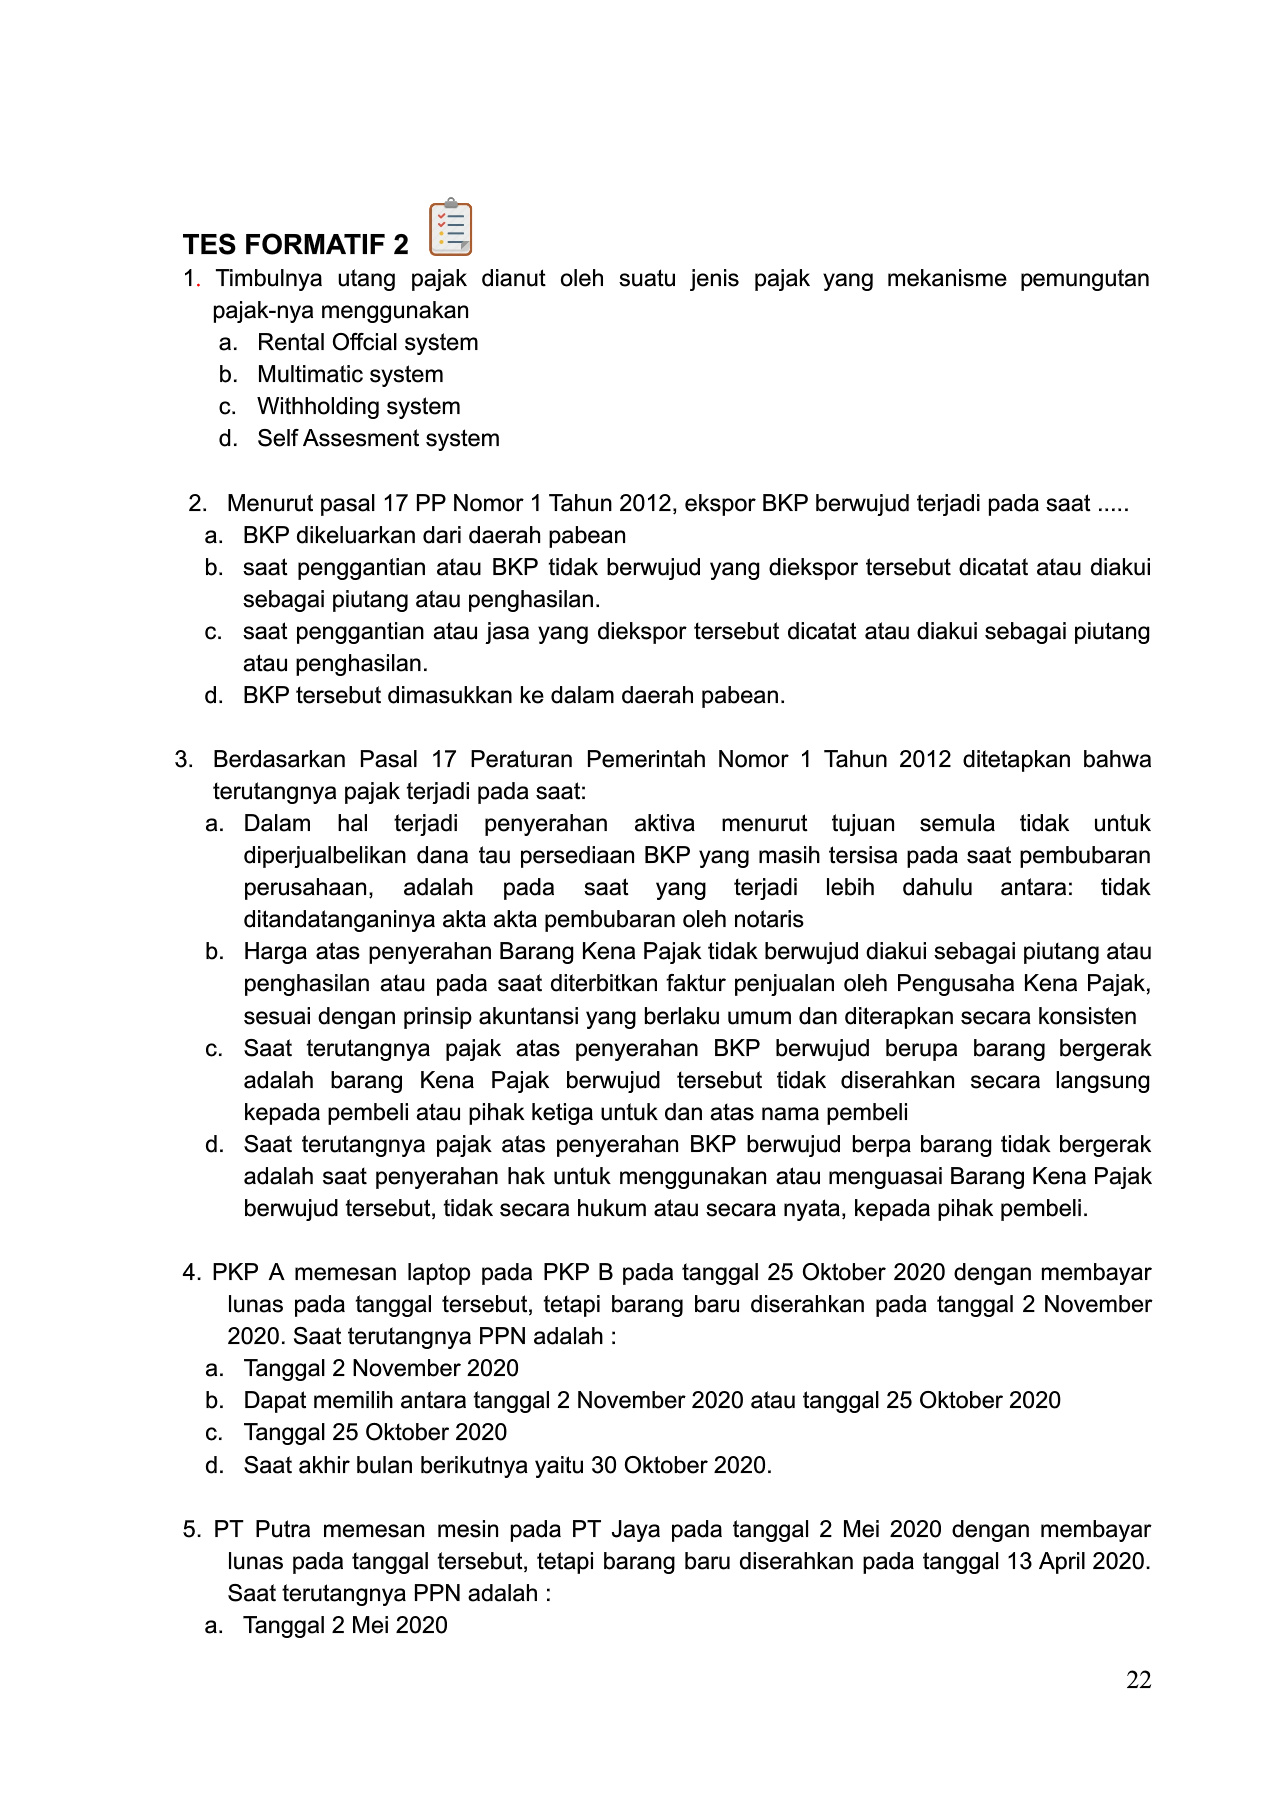 TES FORMATIF 2
1. Timbulnya utang pajak dianut oleh suatu jenis pajak yang mekanisme pemungutan
pajak-nya menggunakan
a. Rental Offcial system
b. Multimatic system
c. Withholding system
d. Self Assesment system
2. Menurut pasal 17 PP Nomor 1 Tahun 2012, ekspor BKP berwujud terjadi pada saat .....
a. BKP dikeluarkan dari daerah pabean
b. saat penggantian atau BKP tidak berwujud yang diekspor tersebut dicatat atau diakui
sebagai piutang atau penghasilan.
c. saat penggantian atau jasa yang diekspor tersebut dicatat atau diakui sebagai piutang
atau penghasilan.
d. BKP tersebut dimasukkan ke dalam daerah pabean.
3. Berdasarkan Pasal 17 Peraturan Pemerintah Nomor 1 Tahun 2012 ditetapkan bahwa
terutangnya pajak terjadi pada saat:
a. Dalam hal terjadi penyerahan aktiva menurut tujuan semula tidak untuk
diperjualbelikan dana tau persediaan BKP yang masih tersisa pada saat pembubaran
perusahaan, adalah pada saat yang terjadi lebih dahulu antara: tidak
ditandatanganinya akta akta pembubaran oleh notaris
b. Harga atas penyerahan Barang Kena Pajak tidak berwujud diakui sebagai piutang atau
penghasilan atau pada saat diterbitkan faktur penjualan oleh Pengusaha Kena Pajak,
sesuai dengan prinsip akuntansi yang berlaku umum dan diterapkan secara konsisten
c. Saat terutangnya pajak atas penyerahan BKP berwujud berupa barang bergerak
adalah barang Kena Pajak berwujud tersebut tidak diserahkan secara langsung
kepada pembeli atau pihak ketiga untuk dan atas nama pembeli
d. Saat terutangnya pajak atas penyerahan BKP berwujud berpa barang tidak bergerak
adalah saat penyerahan hak untuk menggunakan atau menguasai Barang Kena Pajak
berwujud tersebut, tidak secara hukum atau secara nyata, kepada pihak pembeli.
4. PKP A memesan laptop pada PKP B pada tanggal 25 Oktober 2020 dengan membayar
lunas pada tanggal tersebut, tetapi barang baru diserahkan pada tanggal 2 November
2020. Saat terutangnya PPN adalah :
a. Tanggal 2 November 2020
b. Dapat memilih antara tanggal 2 November 2020 atau tanggal 25 Oktober 2020
c. Tanggal 25 Oktober 2020
d. Saat akhir bulan berikutnya yaitu 30 Oktober 2020.
5. PT Putra memesan mesin pada PT Jaya pada tanggal 2 Mei 2020 dengan membayar
lunas pada tanggal tersebut, tetapi barang baru diserahkan pada tanggal 13 April 2020.
Saat terutangnya PPN adalah :
a. Tanggal 2 Mei 2020
22